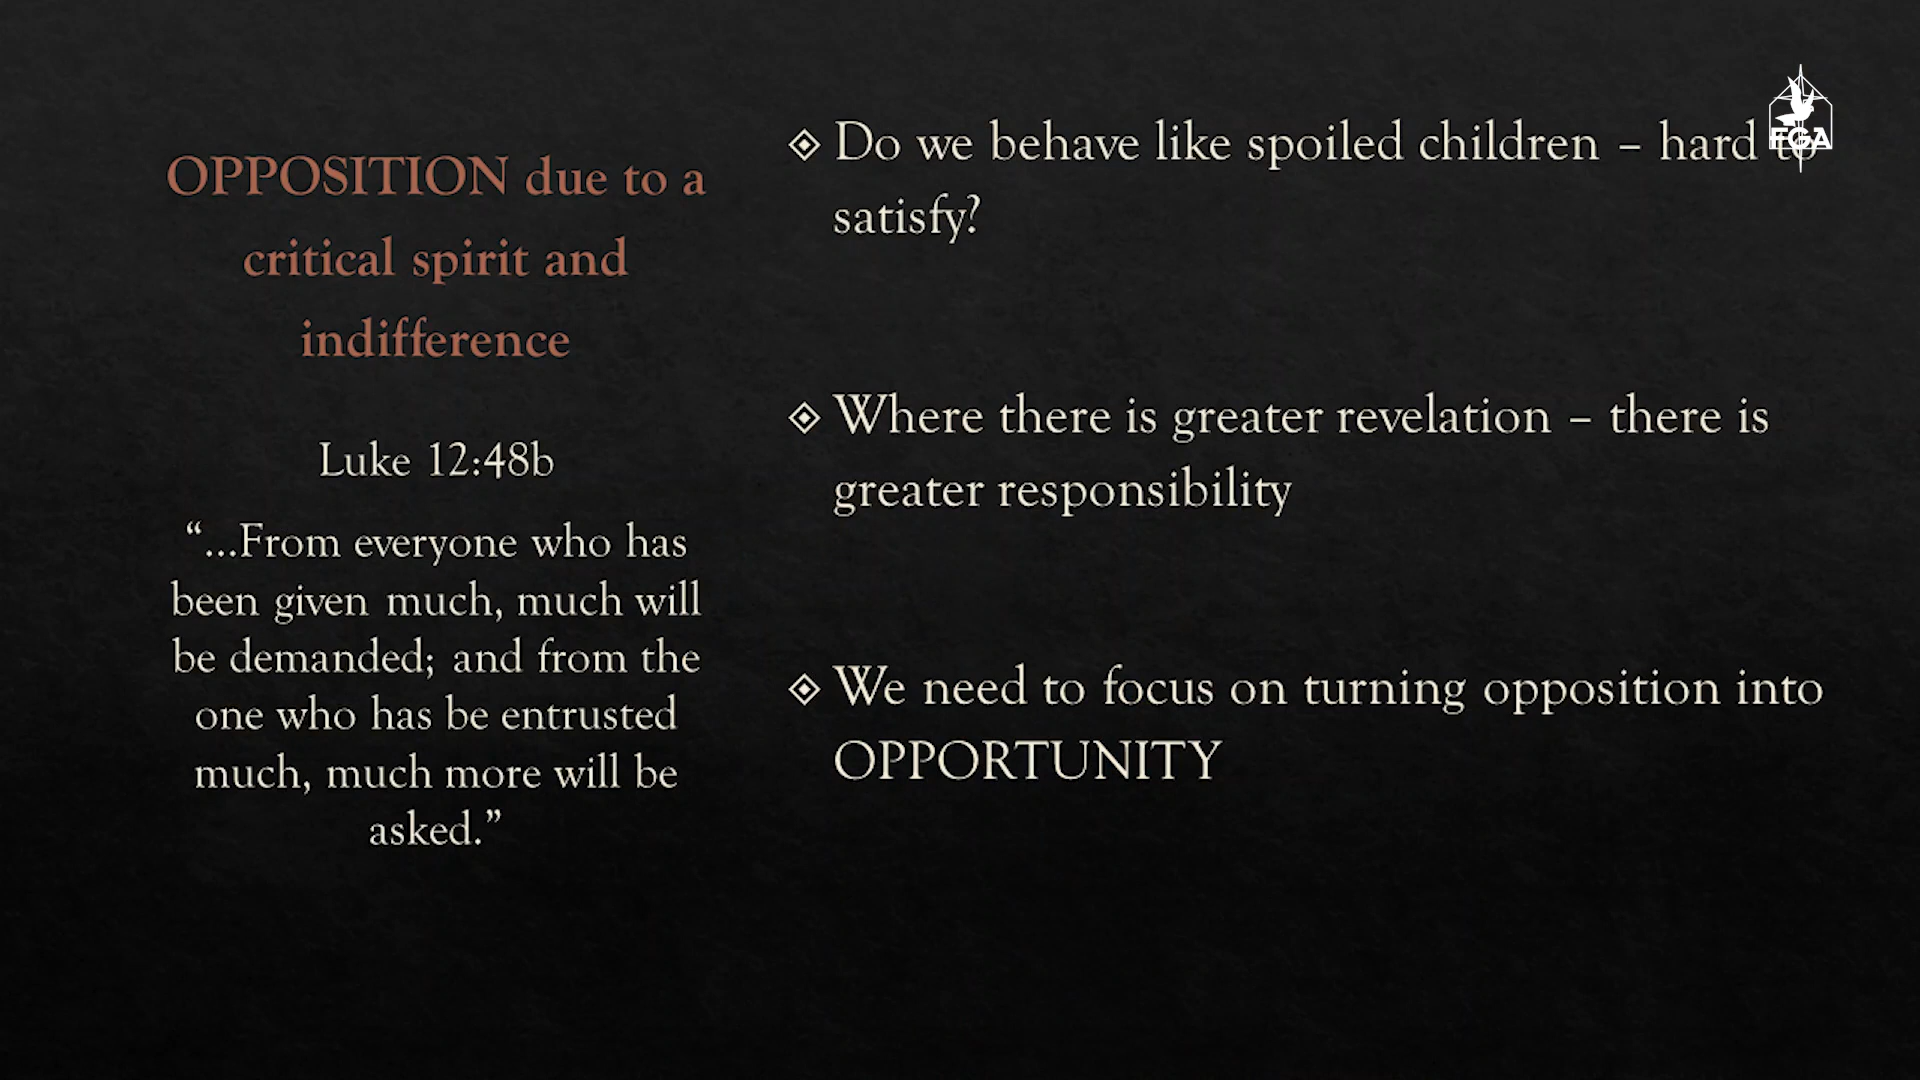 OPPOSITION due to a
critical spirit and
indifference
Luke 12:48b
“...From everyone who has
been given much, much will
be demanded; and from the
one who has be entrusted
much, much more will be
asked.”
Do we behave like spoiled children – hard to
satisfy?
Where there is greater revelation – there is
greater responsibility
We need to focus on turning opposition into
OPPORTUNITY
FGA